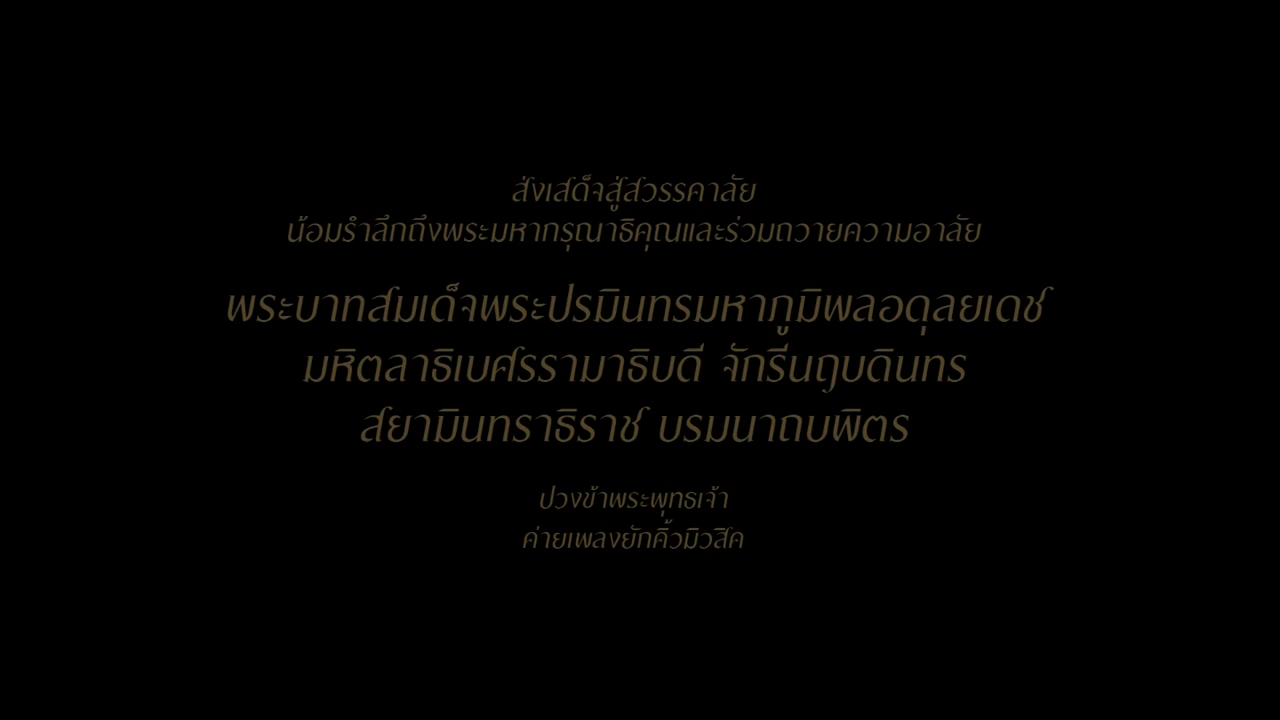 ส่งเสด็จสู่สวรรคาลัย
น้อมรำลึกถึงพระมหากรุณาธิคุณและร่วมถวายความอาลัย
พระบาทสมเด็จพระปรมินทรมหาภูมิพลอดุลยเดช
มหิตลาธิเบศรรามาธิบดี จักรีนฤบดินทร
สยามินทราธิราช บรมนาถบพิตร
ปวงข้าพระพุทธเจ้า
ค่ายเพลงยักคิ้วมิวสิค